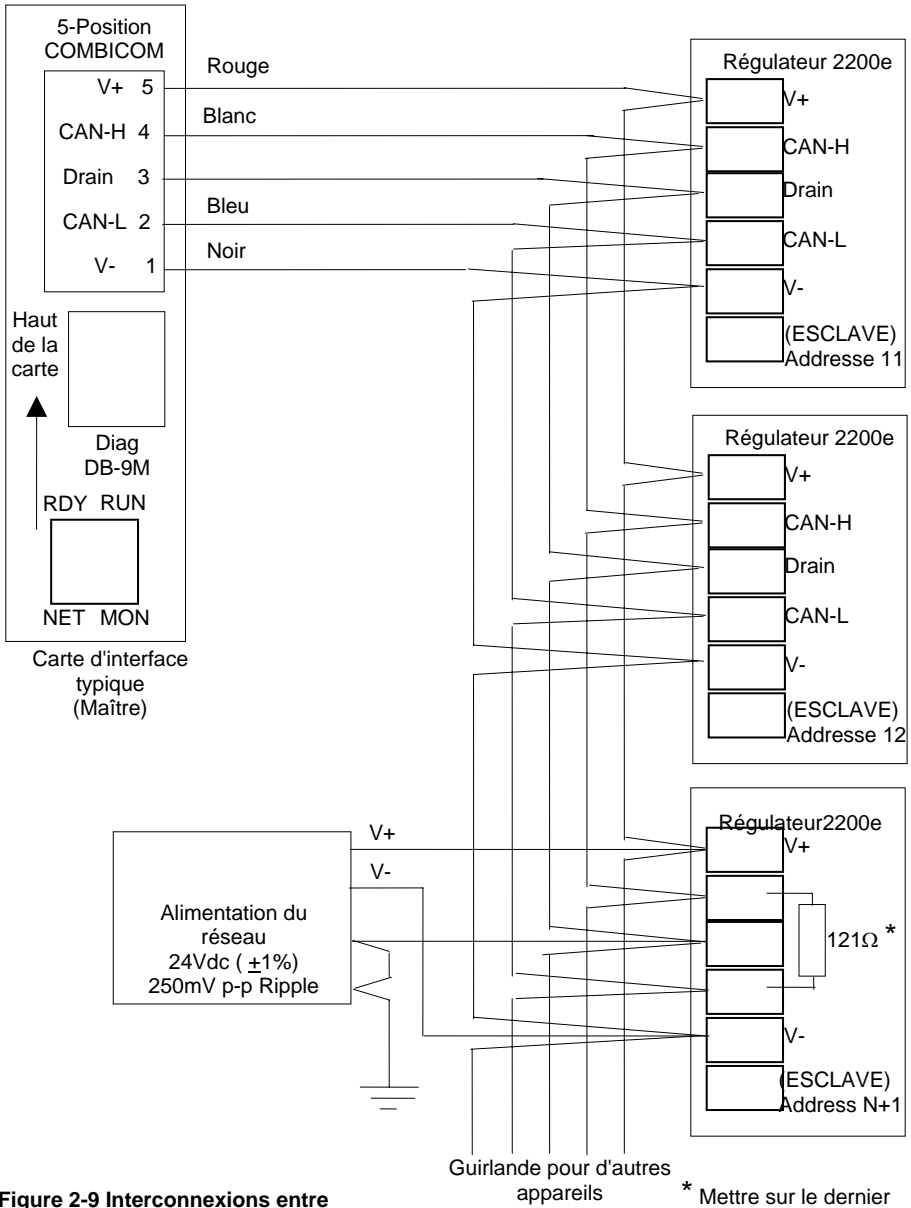 5-Position
COMBICOM
V+ 5
CAN-H 4
Drain 3
CAN-L 2
V- 1
Rouge
Blanc
Bleu
Noir
Haut
de la
carte
Diag
DB-9M
RDY RUN
NET MON
Carte d'interface
typique
(Maître)
Régulateur 2200e
V+
CAN-H
Drain
CAN-L
V-
(ESCLAVE)
Addresse 11
Régulateur 2200e
V+
CAN-H
Drain
CAN-L
V-
(ESCLAVE)
Addresse 12
Régulateur2200e
V+
121Ω *
V-
(ESCLAVE)
Address N+1
V+
V-
Alimentation du
réseau
24Vdc ( ±1%)
250mV p-p Ripple
Guirlande pour d'autres
appareils
* Mettre sur le dernier
Figure 2-9 Interconnexions entre